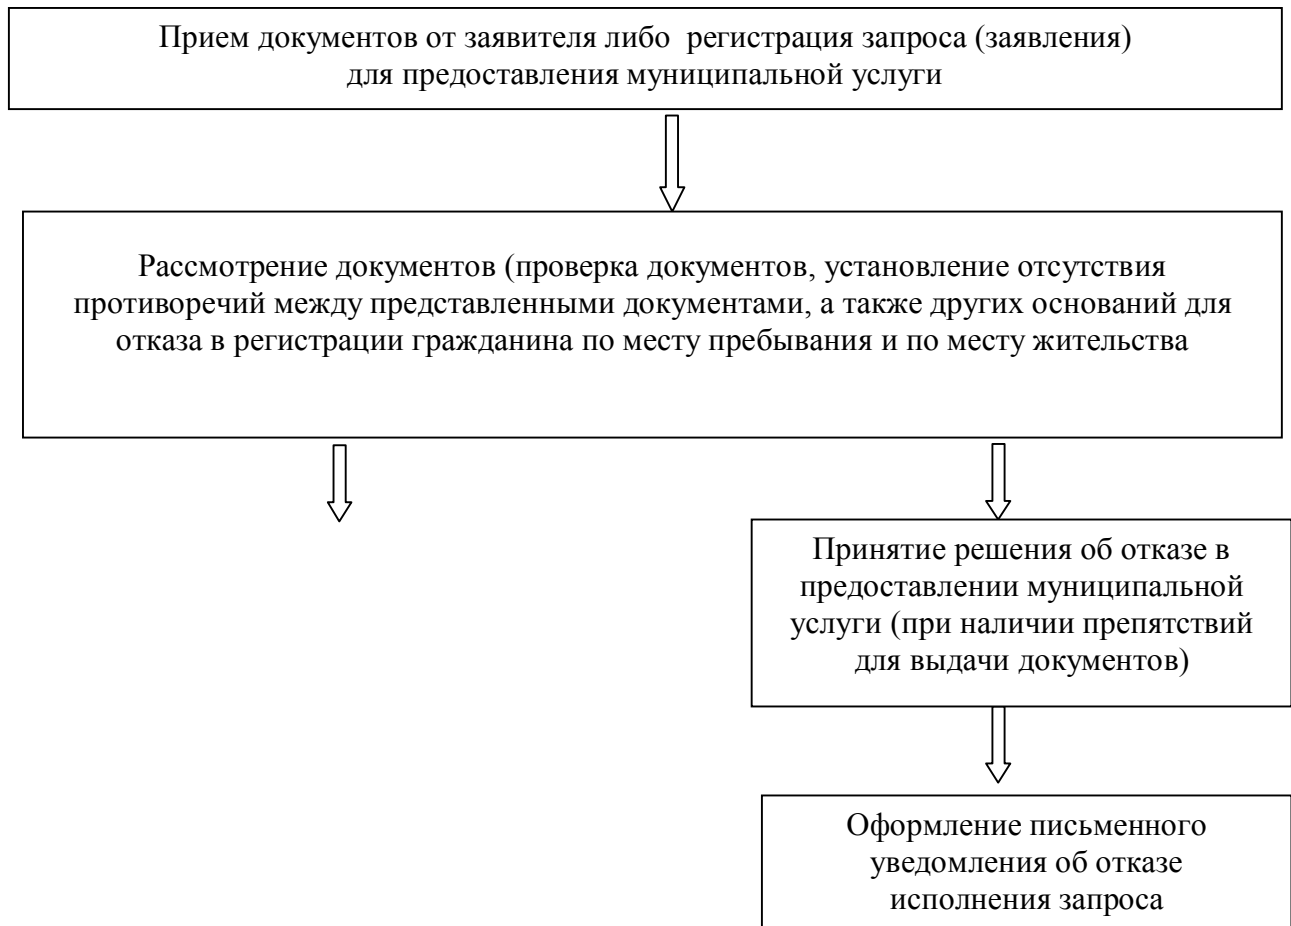 Прием документов от заявителя либо  регистрация запроса (заявления)
для предоставления муниципальной услуги
Рассмотрение документов (проверка документов, установление отсутствия
противоречий между представленными документами, а также других оснований для
отказа в регистрации гражданина по месту пребывания и по месту жительства
Принятие решения об отказе в
предоставлении муниципальной
услуги (при наличии препятствий
для выдачи документов)
Оформление письменного
уведомления об отказе
исполнения запроса